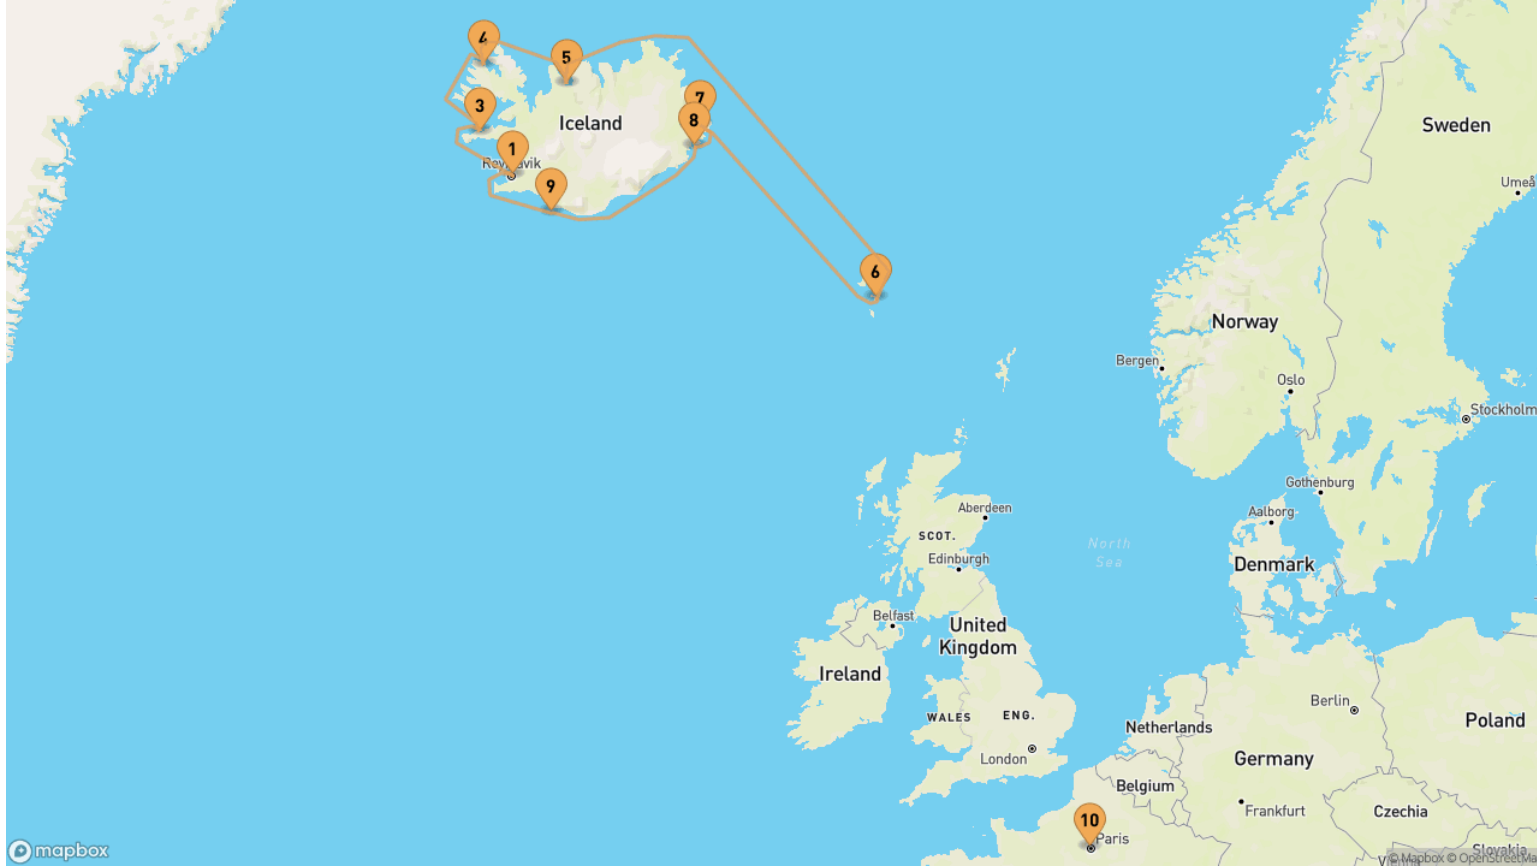 4
5
7
3
8
Iceland
Sweden
1
Reykjavik
9
Umeå
6
Norway
Bergen
Oslo
Stockholm
Gothenburg
Aberdeen
Aalborg
SCOT.
North
Sea
Edinburgh
Denmark
Belfast
United
Kingdom
Ireland
Berlin
WALES
ENG.
Netherlands
Poland
London
Germany
Belgium
Frankfurt
Czechia
10
Paris
Slovakia
mapbox
© Mapbox © OpenStreetMa